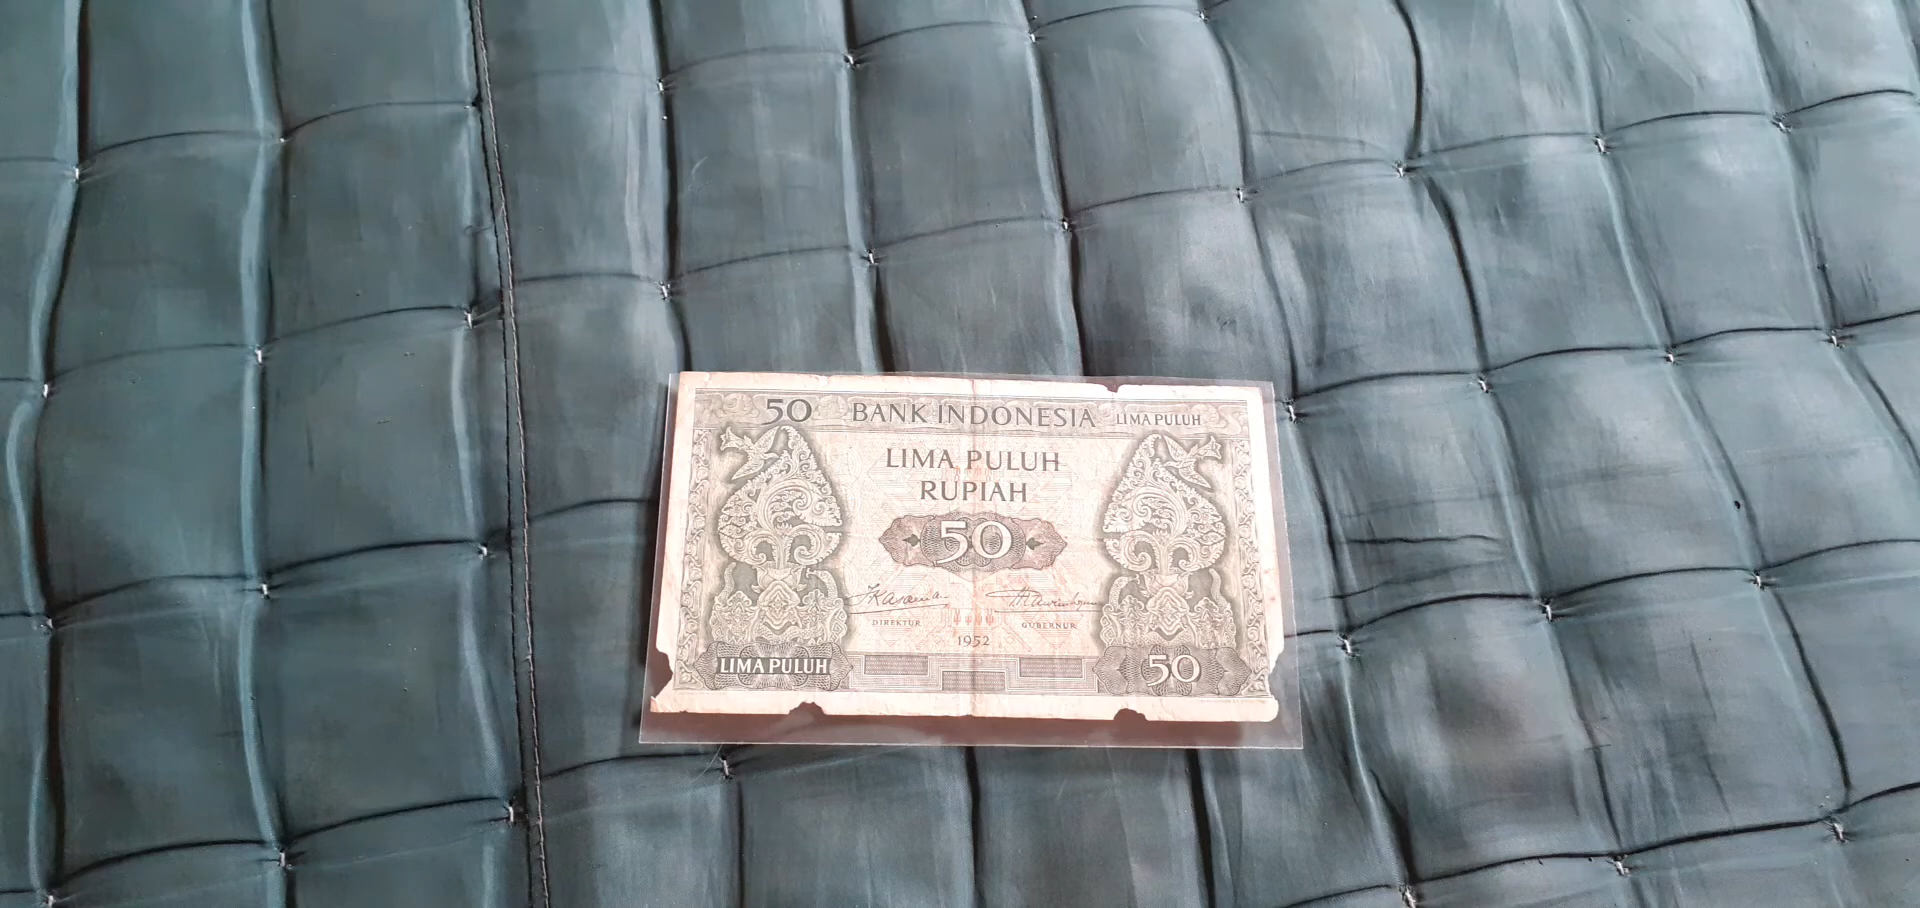 50 BANK INDONESIA LIMA PULUH
LIMA PULUH
RUPIAH
50
DIREKTUR GUBERNUR
1952
LIMA PULUH 50